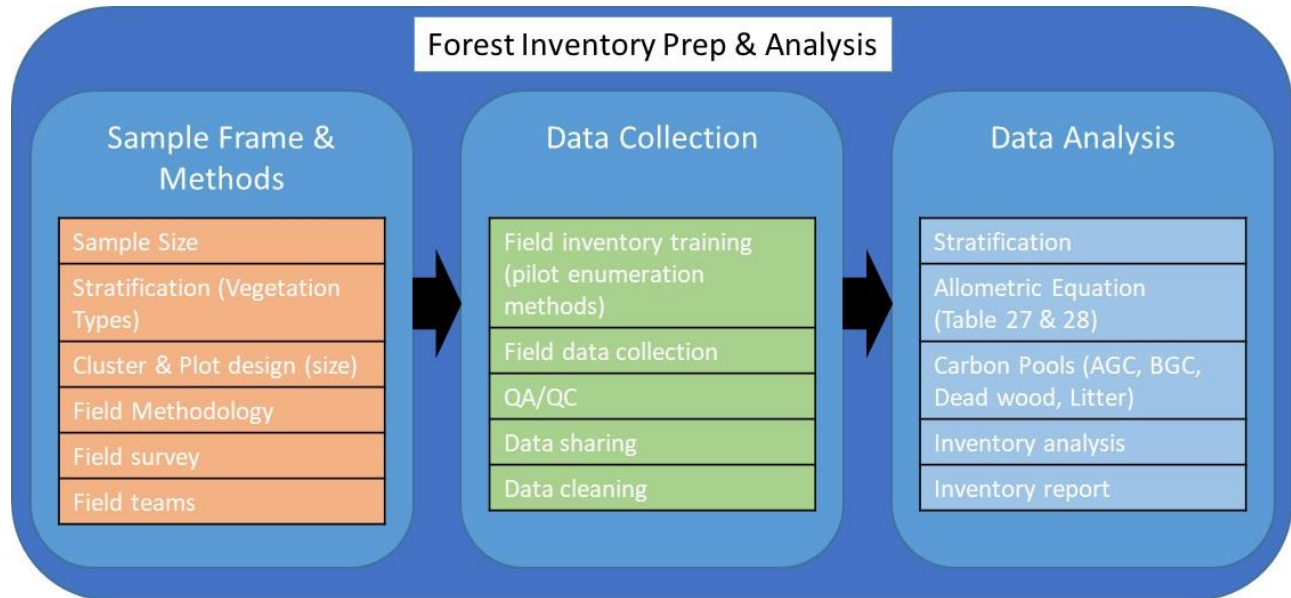 Forest Inventory Prep & Analysis
Sample Frame &
Methods
Sample Size
Stratification (Vegetation
Types)
Cluster & Plot design (size)
Field Methodology
Field survey
Field teams
Data Collection
Field inventory training
(pilot enumeration
methods)
Field data collection
QA/QC
Data sharing
Data cleaning
Data Analysis
Stratification
Allometric Equation
(Table 27 & 28)
Carbon Pools (AGC, BGC,
Dead wood, Litter)
Inventory analysis
Inventory report